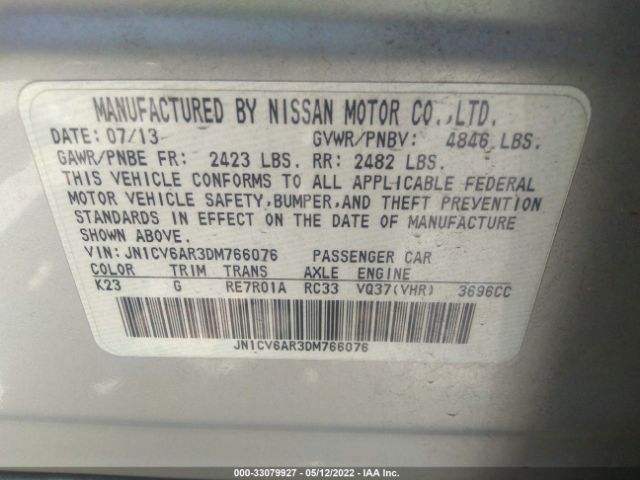 MANUFACTURED BY NISSAN MOTOR CO.,LTD.
DATE: 07/13 GVWR/PNBV: 4846 LBS.
GAWR/PNBE FR: 2423 LBS. RR: 2482 LBS.
THIS VEHICLE CONFORMS TO ALL APPLICABLE FEDERAL
MOTOR VEHICLE SAFETY,BUMPER,AND THEFT PREVENTION
STANDARDS IN EFFECT ON THE DATE OF MANUFACTURE
SHOWN ABOVE.
VIN: JN1CV6AR3DM766076 PASSENGER CAR
COLOR TRIM TRANS AXLE ENGINE
K23 G RE7R01A RC33 VQ37(VHR) 3696CC
JN1CV6AR3DM766076
000-33079927 - 05/12/2022 - IAA Inc.